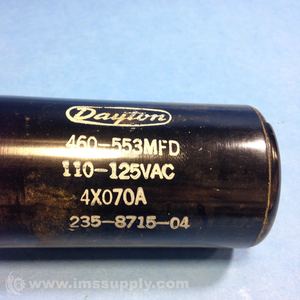 Dayton
460-553MFD
110-125VAC
4X070A
235-8715-04
© www.imssupply.com